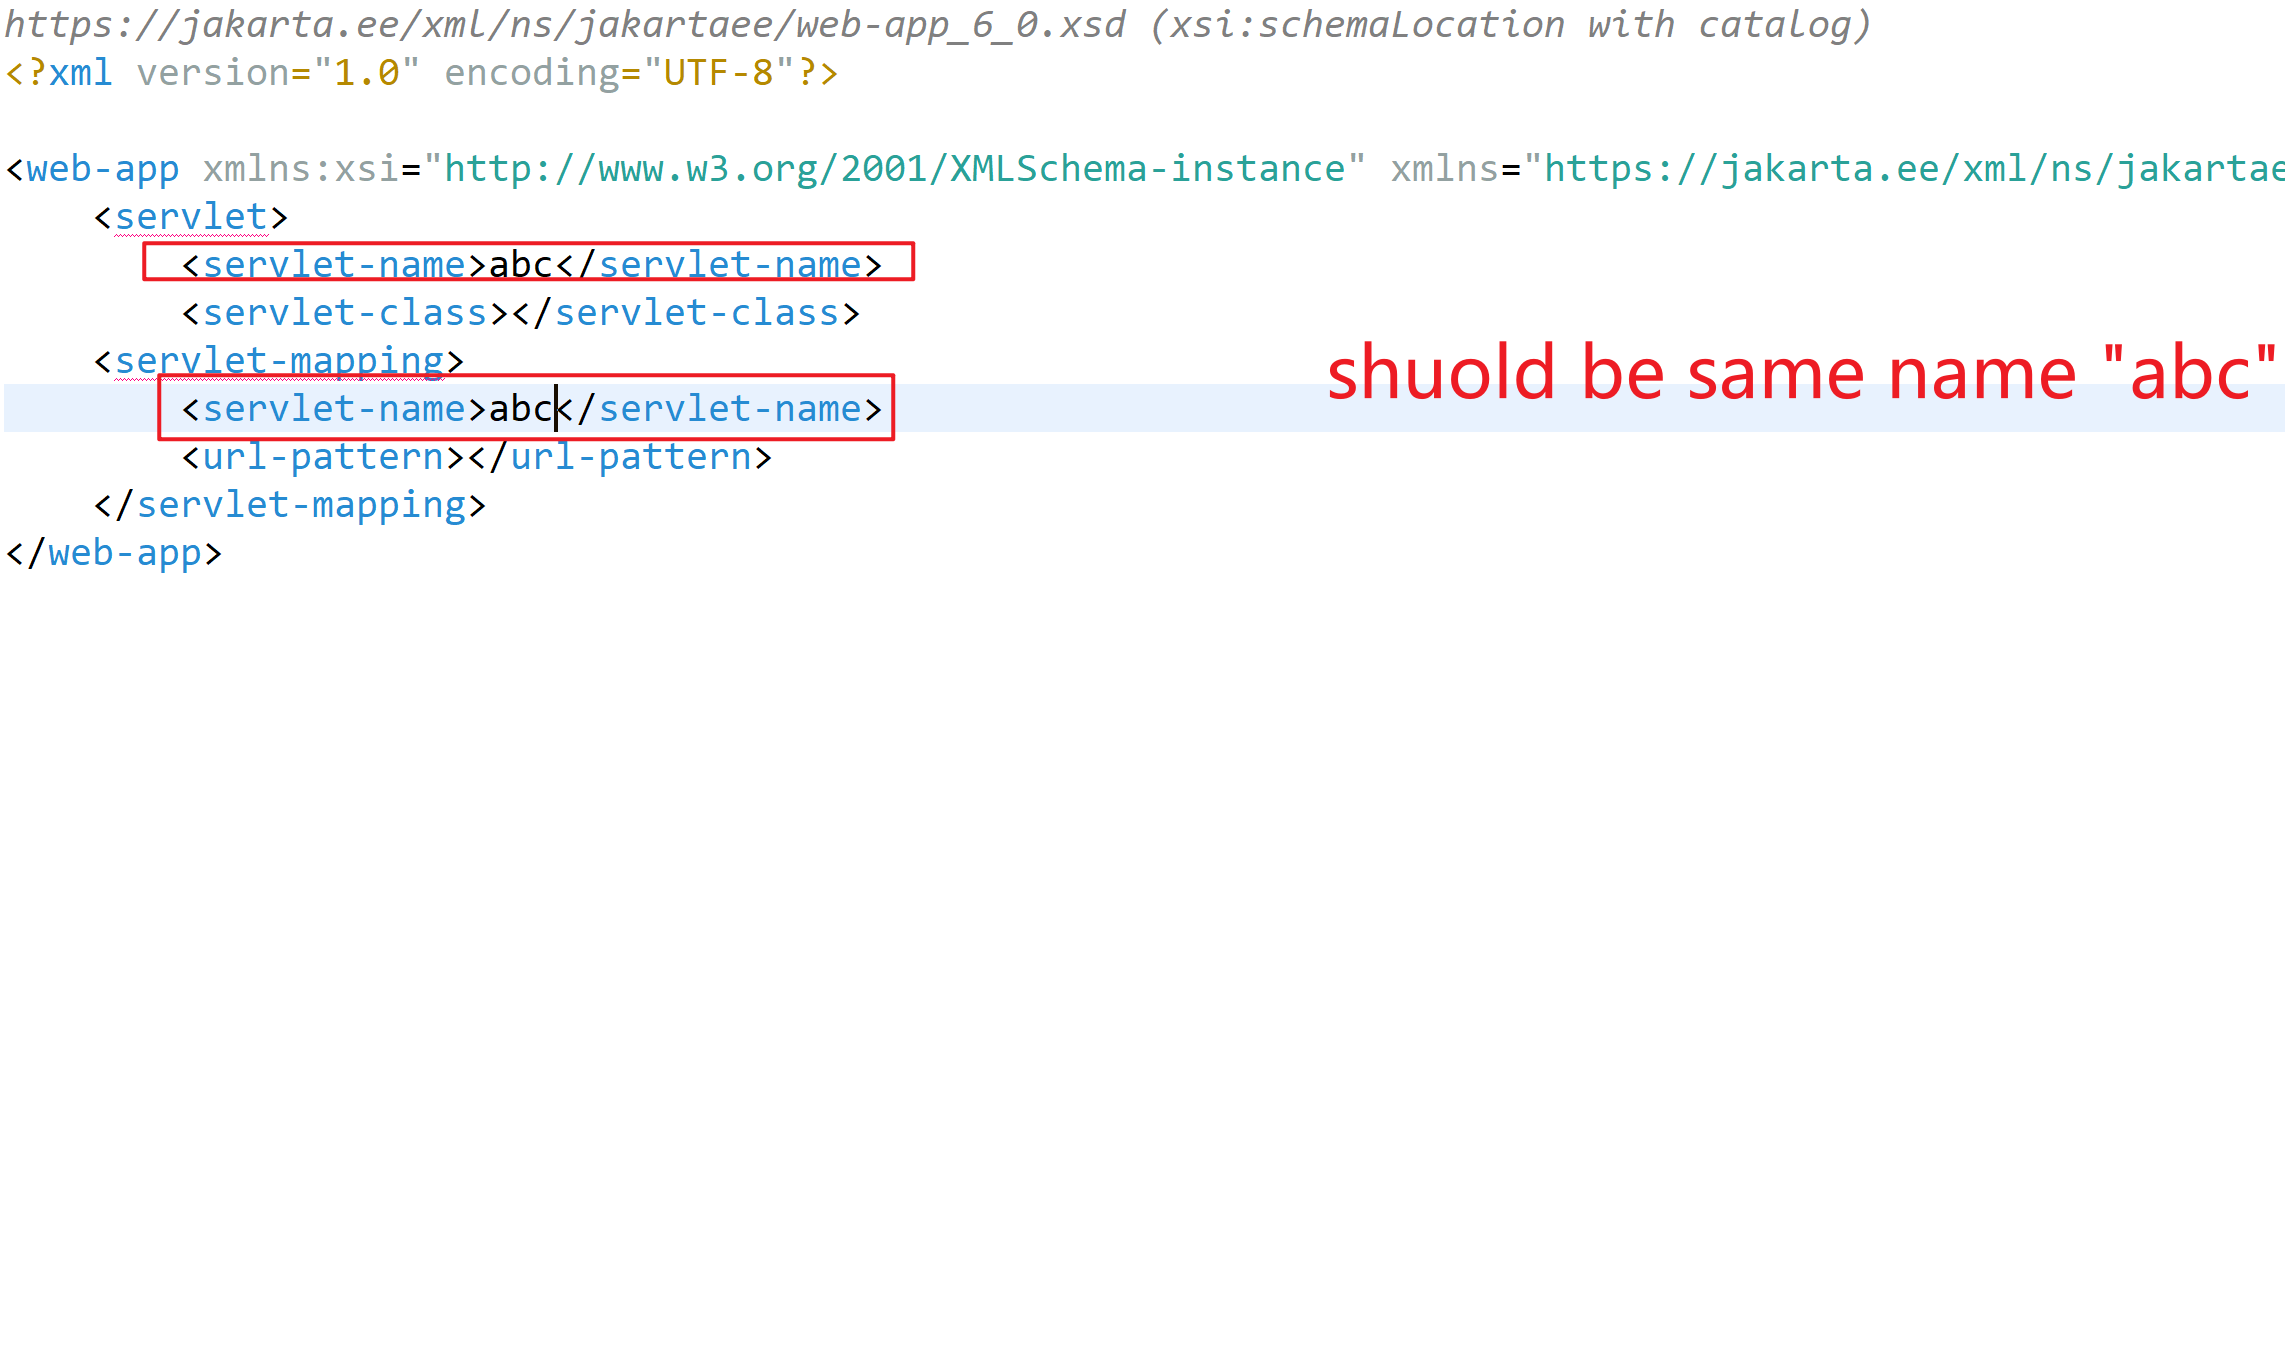 https://jakarta.ee/xml/ns/jakartaee/web-app_6_0.xsd (xsi:schemaLocation with catalog)
<?xml version="1.0" encoding="UTF-8"?>
<web-app xmlns:xsi="http://www.w3.org/2001/XMLSchema-instance" xmlns="https://jakarta.ee/xml/ns/jakartae
<servlet>
<servlet-name>abc</servlet-name>
<servlet-class></servlet-class>
<servlet-mapping>
shuold be same name "abc"
<servlet-name>abc</servlet-name>
<url-pattern></url-pattern>
</servlet-mapping>
</web-app>